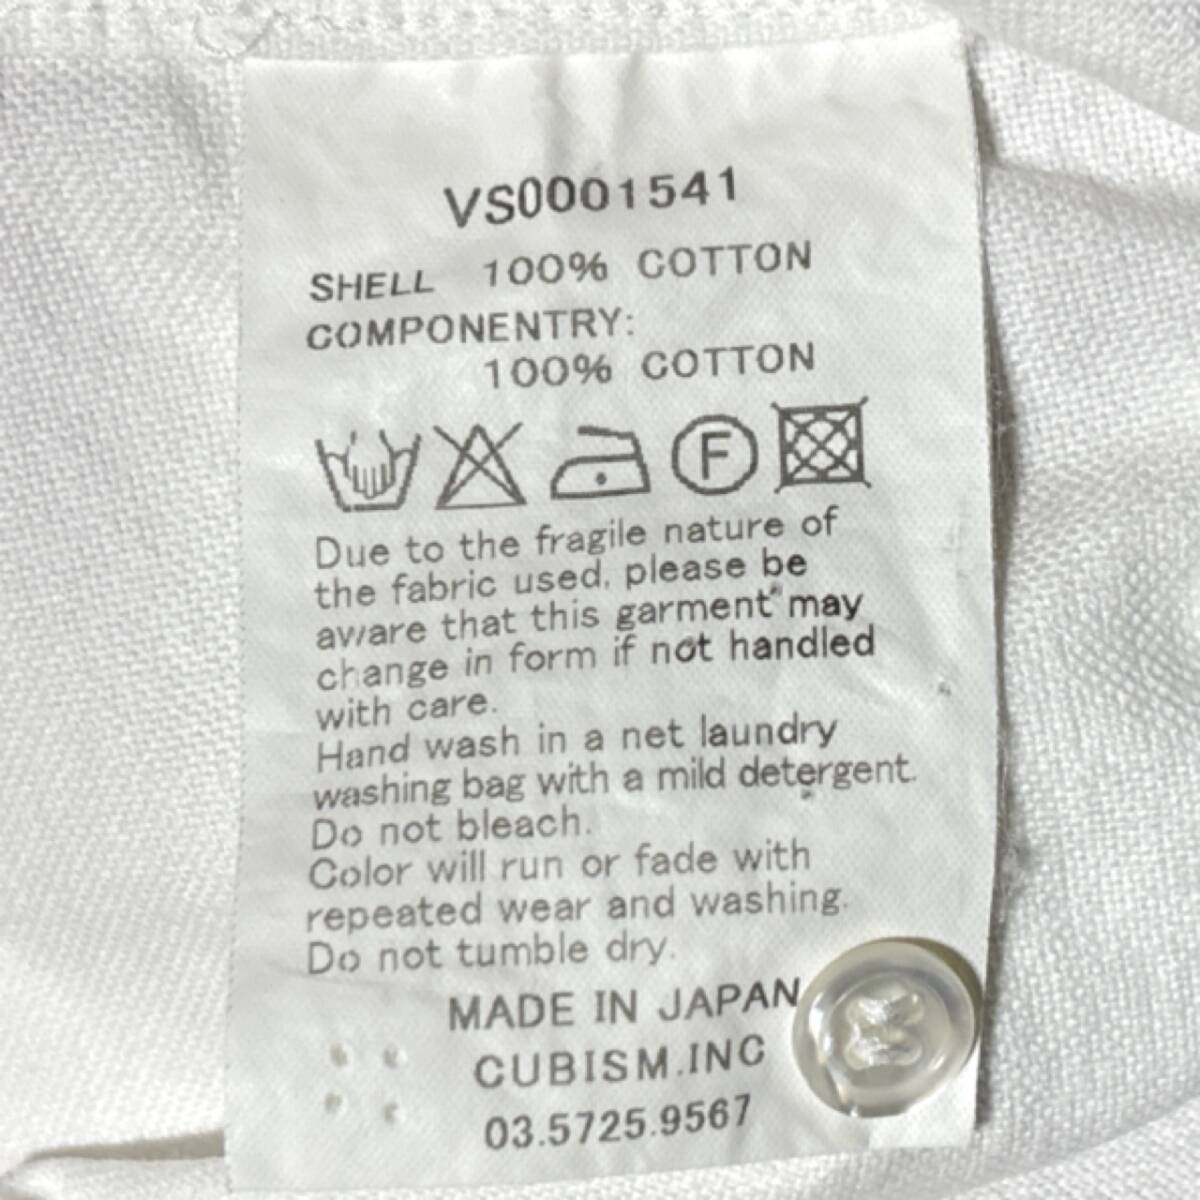 VS0001541
SHELL 100% COTTON
COMPONENTRY:
100% COTTON
F
Due to the fragile nature of
the fabric used, please be
aware that this garment may
change in form if not handled
with care.
Hand wash in a net laundry
washing bag with a mild detergent.
Do not bleach.
Color will run or fade with
repeated wear and washing.
Do not tumble dry.
MADE IN JAPAN
CUBISM.INC
03.5725.9567